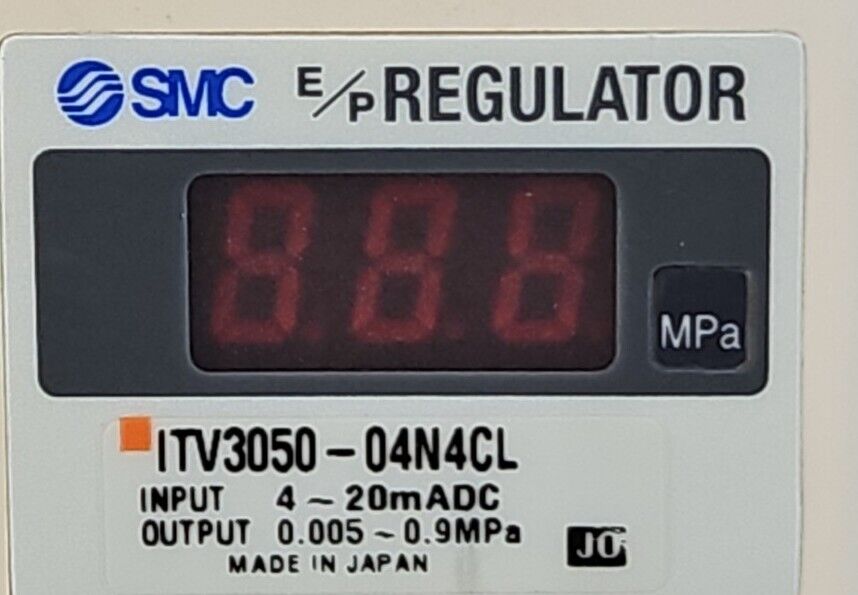 SMC E/P REGULATOR
8.8.8
MPa
ITV3050-04N4CL
INPUT 4~20mADC
OUTPUT 0.005~0.9MPa
JO
MADE IN JAPAN